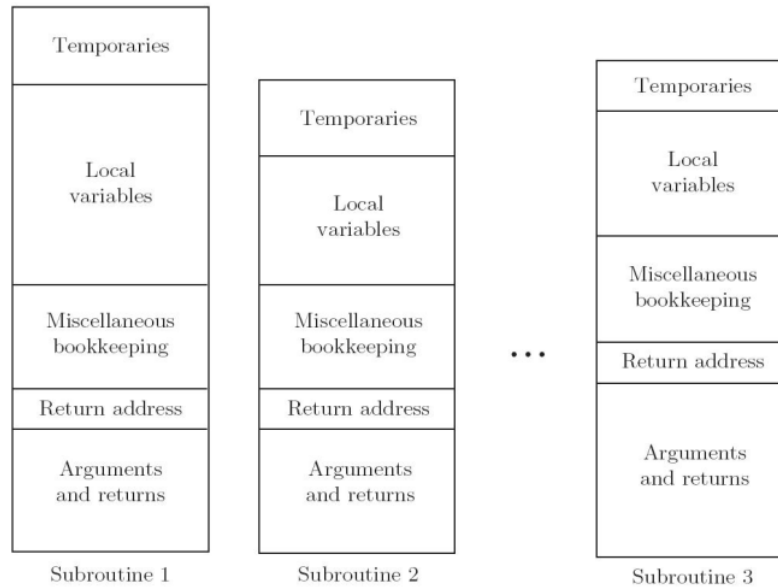 Temporaries
Local
variables
Miscellaneous
bookkeeping
Return address
Arguments
and returns
Subroutine 1
Temporaries
Local
variables
Miscellaneous
bookkeeping
Return address
Arguments
and returns
Subroutine 2
...
Temporaries
Local
variables
Miscellaneous
bookkeeping
Return address
Arguments
and returns
Subroutine 3